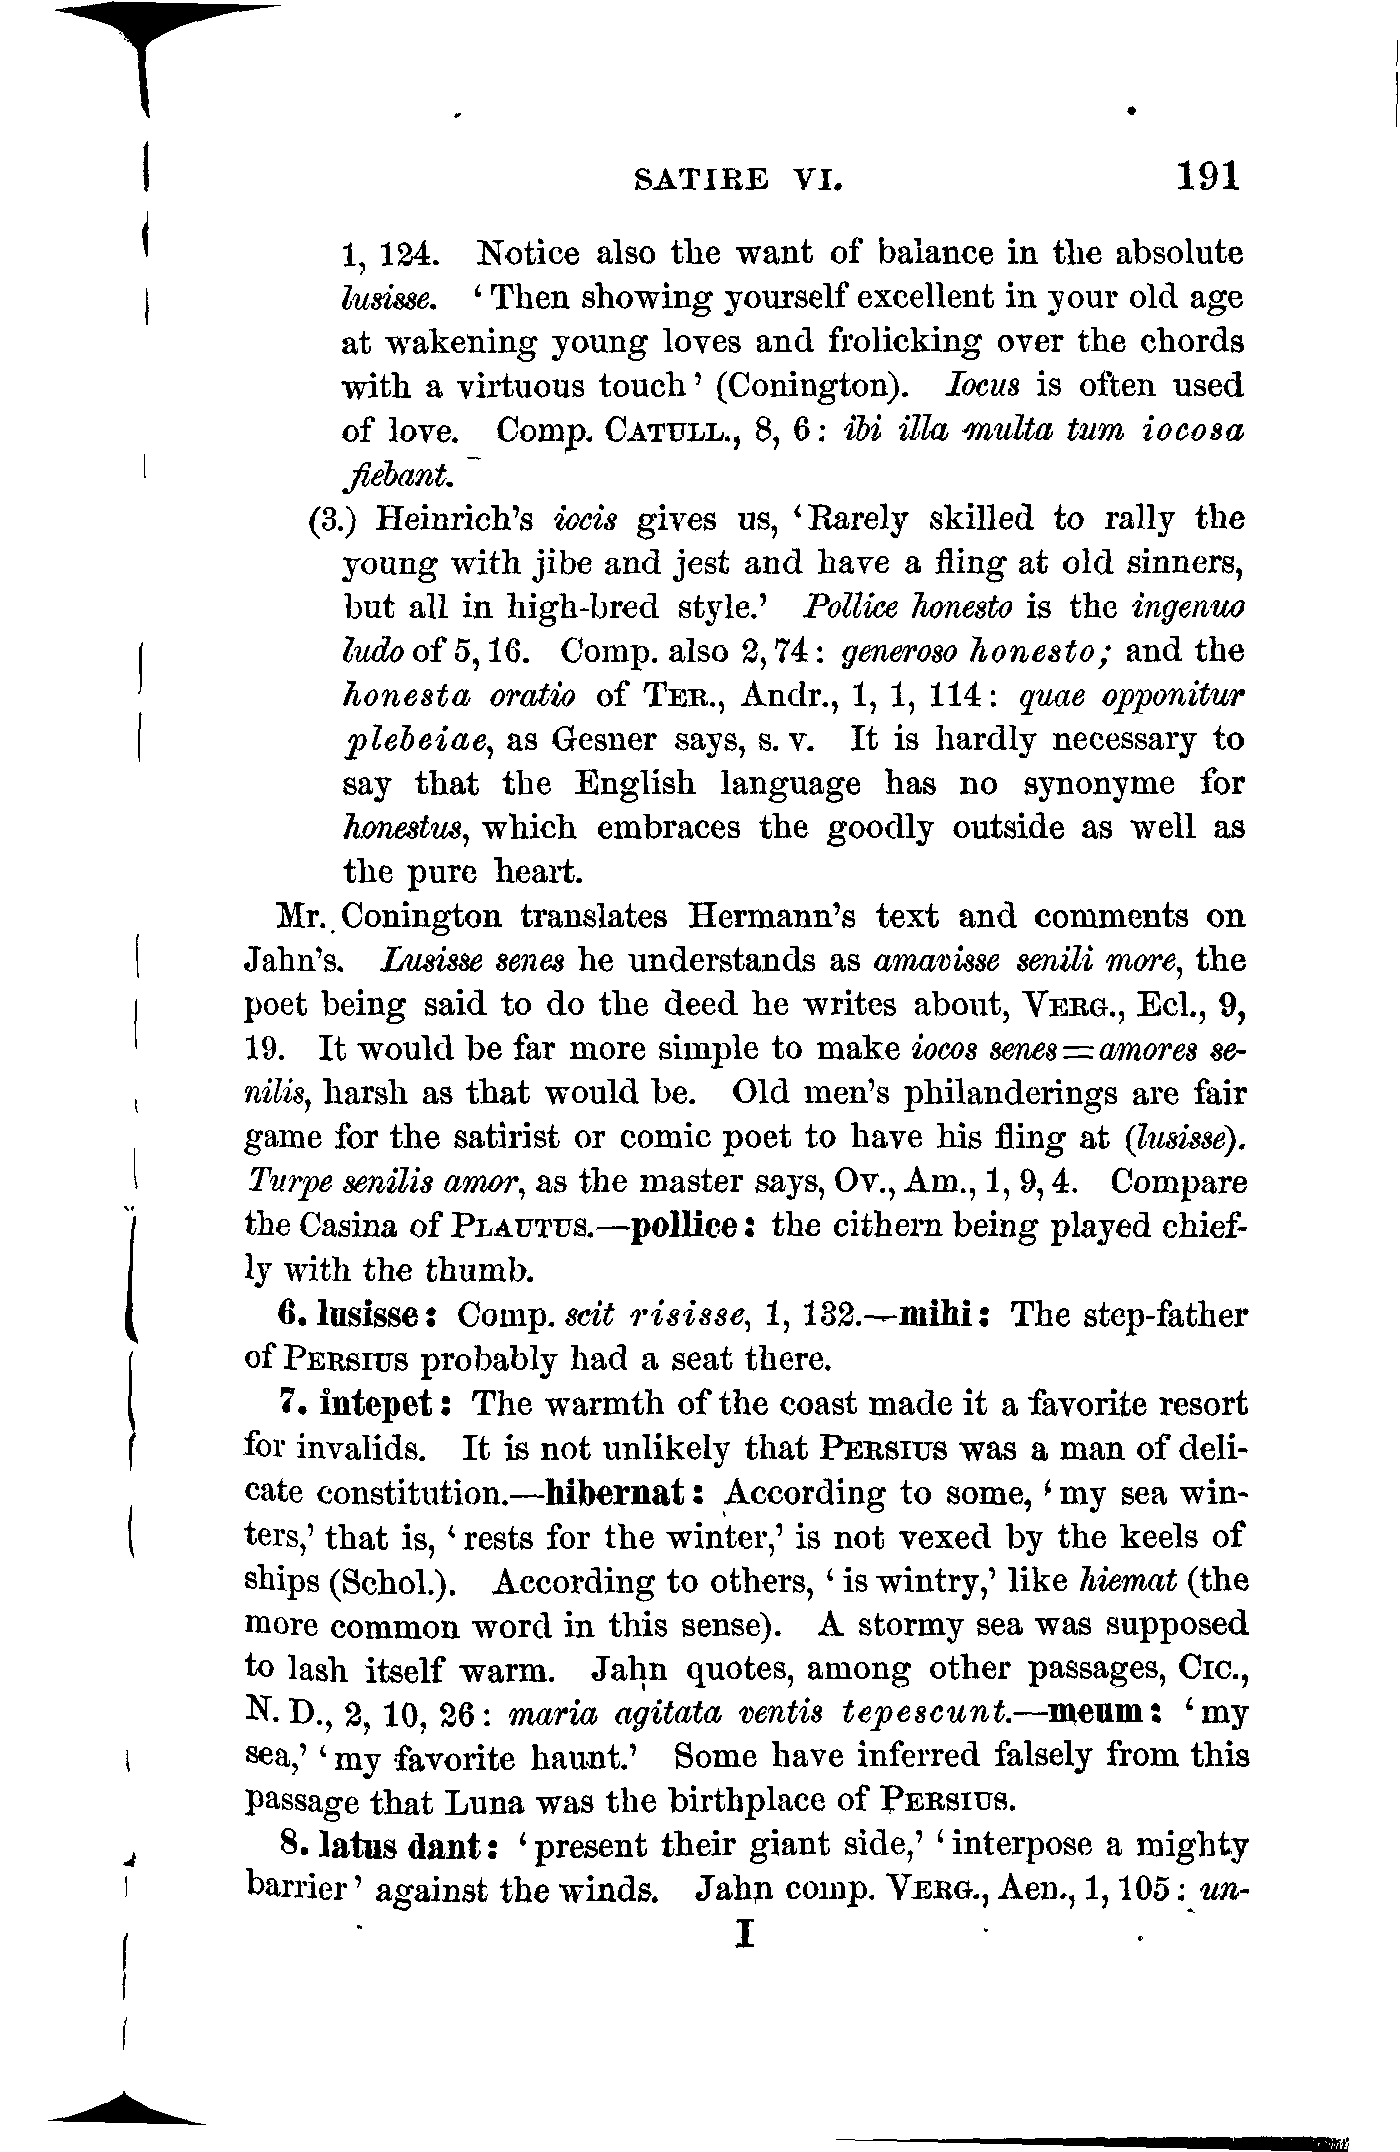 SATIRE VI. 191
1, 124. Notice also the want of balance in the absolute
lusisse. ‘Then showing yourself excellent in your old age
at wakening young loves and frolicking over the chords
with a virtuous touch’ (Conington). Iocus is often used
of love. Comp. CATULL., 8, 6: ibi illa multa tum iocosa
fiebant.
(3.) Heinrich’s iocis gives us, ‘Rarely skilled to rally the
young with jibe and jest and have a fling at old sinners,
but all in high-bred style.’ Pollice honesto is the ingenuo
ludo of 5, 16. Comp. also 2, 74: generoso honesto; and the
honesta oratio of TER., Andr., 1, 1, 114: quae opponitur
plebeiae, as Gesner says, s. v. It is hardly necessary to
say that the English language has no synonyme for
honestus, which embraces the goodly outside as well as
the pure heart.
Mr. Conington translates Hermann’s text and comments on
Jahn’s. Lusisse senes he understands as amavisse senili more, the
poet being said to do the deed he writes about, VERG., Ecl., 9,
19. It would be far more simple to make iocos senes=amores se-
nilis, harsh as that would be. Old men’s philanderings are fair
game for the satirist or comic poet to have his fling at (lusisse).
Turpe senilis amor, as the master says, OV., Am., 1, 9, 4. Compare
the Casina of PLAUTUS.—pollice: the cithern being played chief-
ly with the thumb.
6. lusisse: Comp. scit risisse, 1, 132.—mihi: The step-father
of PERSIUS probably had a seat there.
7. intepet: The warmth of the coast made it a favorite resort
for invalids. It is not unlikely that PERSIUS was a man of deli-
cate constitution.—hibernat: According to some, ‘my sea win-
ters,’ that is, ‘rests for the winter,’ is not vexed by the keels of
ships (Schol.). According to others, ‘is wintry,’ like hiemat (the
more common word in this sense). A stormy sea was supposed
to lash itself warm. Jahn quotes, among other passages, CIC.,
N. D., 2, 10, 26: maria agitata ventis tepescunt.—meum: ‘my
sea,’ ‘my favorite haunt.’ Some have inferred falsely from this
passage that Luna was the birthplace of PERSIUS.
8. latus dant: ‘present their giant side,’ ‘interpose a mighty
barrier’ against the winds. Jahn comp. VERG., Aen., 1, 105: un-
I